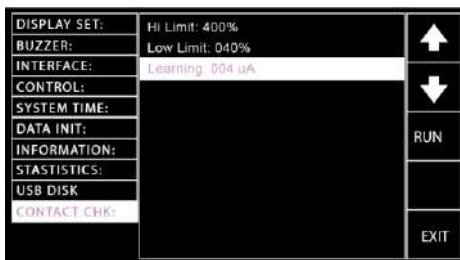 DISPLAY SET:
BUZZER:
INTERFACE:
CONTROL:
SYSTEM TIME:
DATA INIT:
INFORMATION:
STASTISTICS:
USB DISK
CONTACT CHK:
Hi Limit: 400%
Low Limit: 040%
Learning: 004 uA
RUN
EXIT